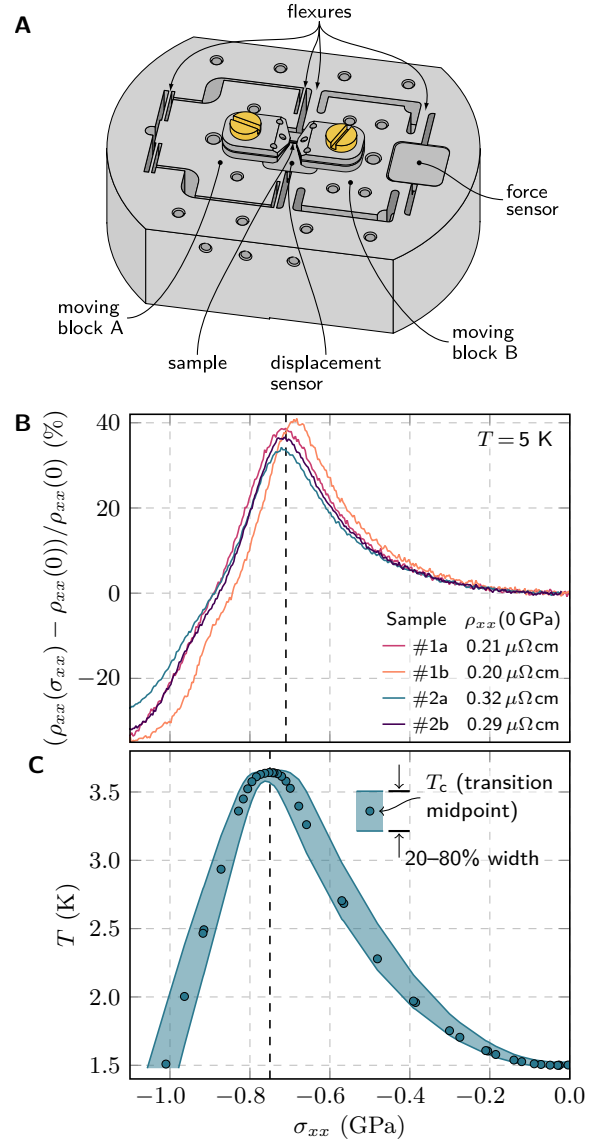 A
flexures
force
sensor
moving
block A
sample
displacement
sensor
moving
block B
B
(ρxx(σxx) − ρxx(0))/ρxx(0) (%)
40
20
0
−20
T = 5 K
Sample ρxx(0 GPa)
#1a 0.21 μΩcm
#1b 0.20 μΩcm
#2a 0.32 μΩcm
#2b 0.29 μΩcm
C
T (K)
3.5
3.0
2.5
2.0
1.5
Tc (transition
midpoint)
20–80% width
−1.0 −0.8 −0.6 −0.4 −0.2 0.0
σxx (GPa)